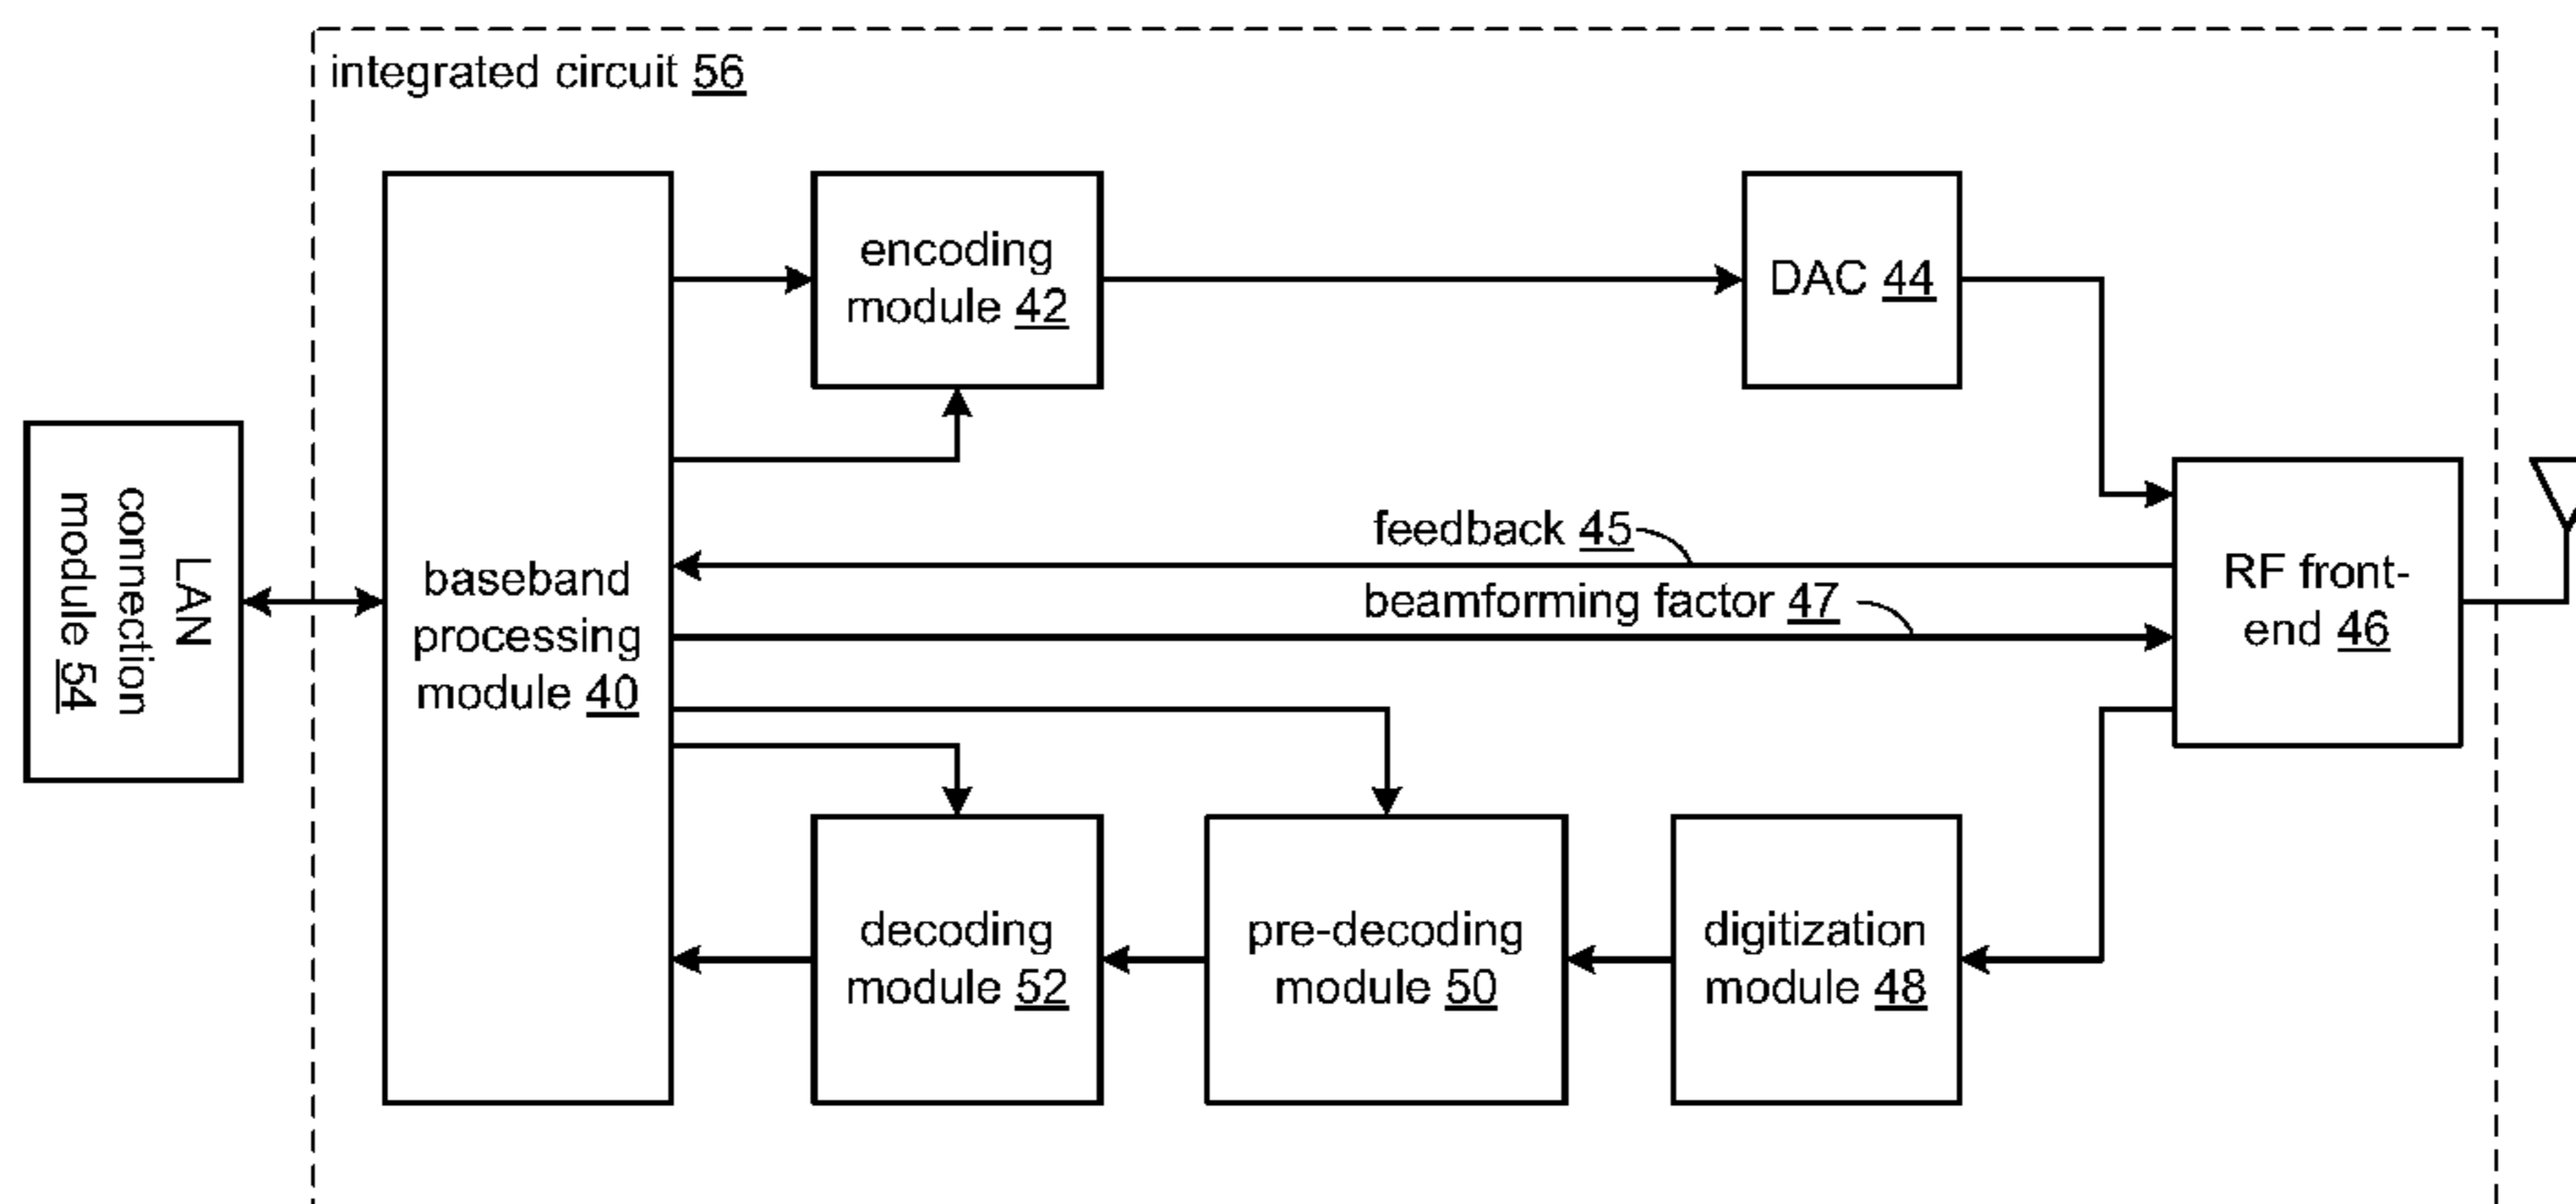 integrated circuit 56
encoding
module 42
DAC 44
LAN
connection
module 54
baseband
processing
module 40
feedback 45
beamforming factor 47
RF front-
end 46
decoding
module 52
pre-decoding
module 50
digitization
module 48